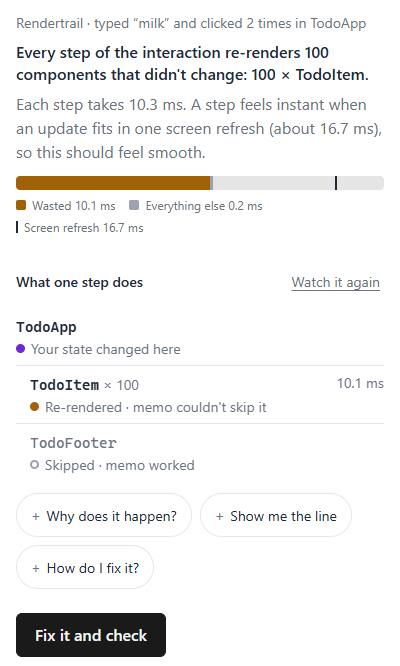 Rendertrail · typed “milk” and clicked 2 times in TodoApp
Every step of the interaction re-renders 100
components that didn't change: 100 × TodoItem.
Each step takes 10.3 ms. A step feels instant when
an update fits in one screen refresh (about 16.7 ms),
so this should feel smooth.
Wasted 10.1 ms Everything else 0.2 ms
Screen refresh 16.7 ms
What one step does Watch it again
TodoApp
Your state changed here
TodoItem × 100 10.1 ms
Re-rendered · memo couldn't skip it
TodoFooter
Skipped · memo worked
+ Why does it happen? + Show me the line
+ How do I fix it?
Fix it and check